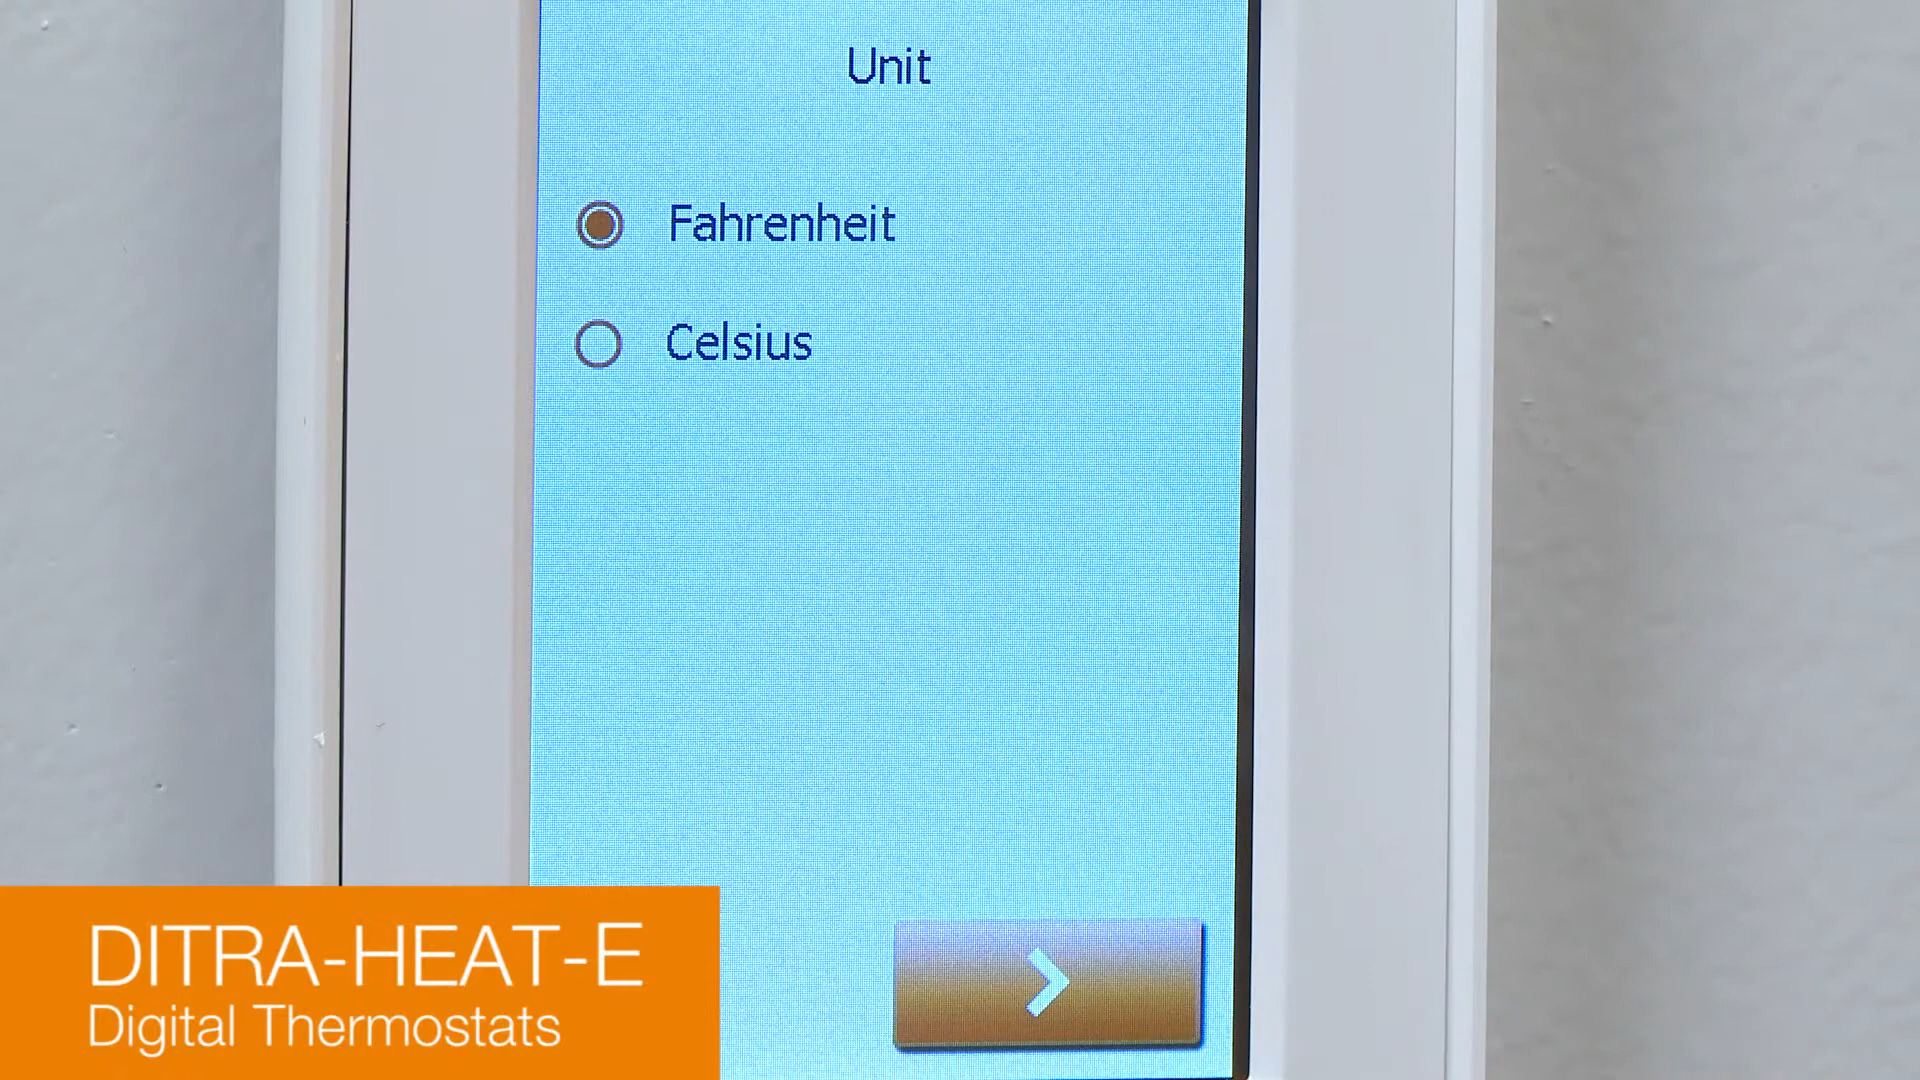 Unit
Fahrenheit
Celsius
DITRA-HEAT-E
Digital Thermostats